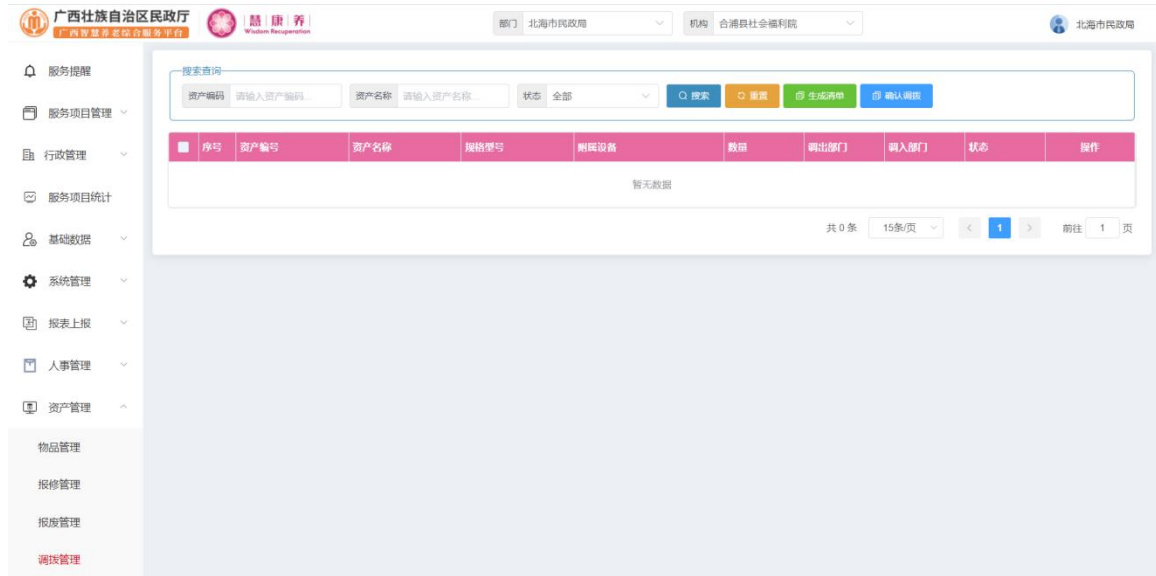 广西壮族自治区民政厅
广西智慧养老综合服务平台
慧康养
Wisdom Recuperation
部门 北海市民政局
机构 合浦县社会福利院
北海市民政局
服务提醒
服务项目管理
行政管理
服务项目统计
基础数据
系统管理
报表上报
人事管理
资产管理
物品管理
报修管理
报废管理
调拨管理
搜索查询
资产编码 请输入资产编码...
资产名称 请输入资产名称...
状态 全部
搜索
重置
生成清单
确认调拨
序号 资产编号 资产名称 规格型号 附属设备 数量 调出部门 调入部门 状态 操作
暂无数据
共 0 条 15条/页 < 1 > 前往 1 页